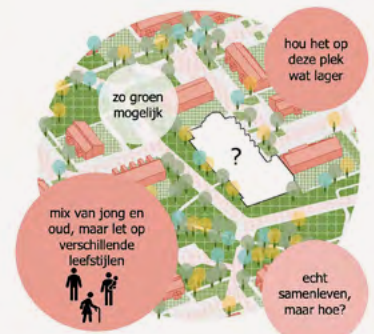 hou het op
deze plek
wat lager
zo groen
mogelijk
?
mix van jong en
oud, maar let op
verschillende
leefstijlen
echt
samenleven,
maar hoe?